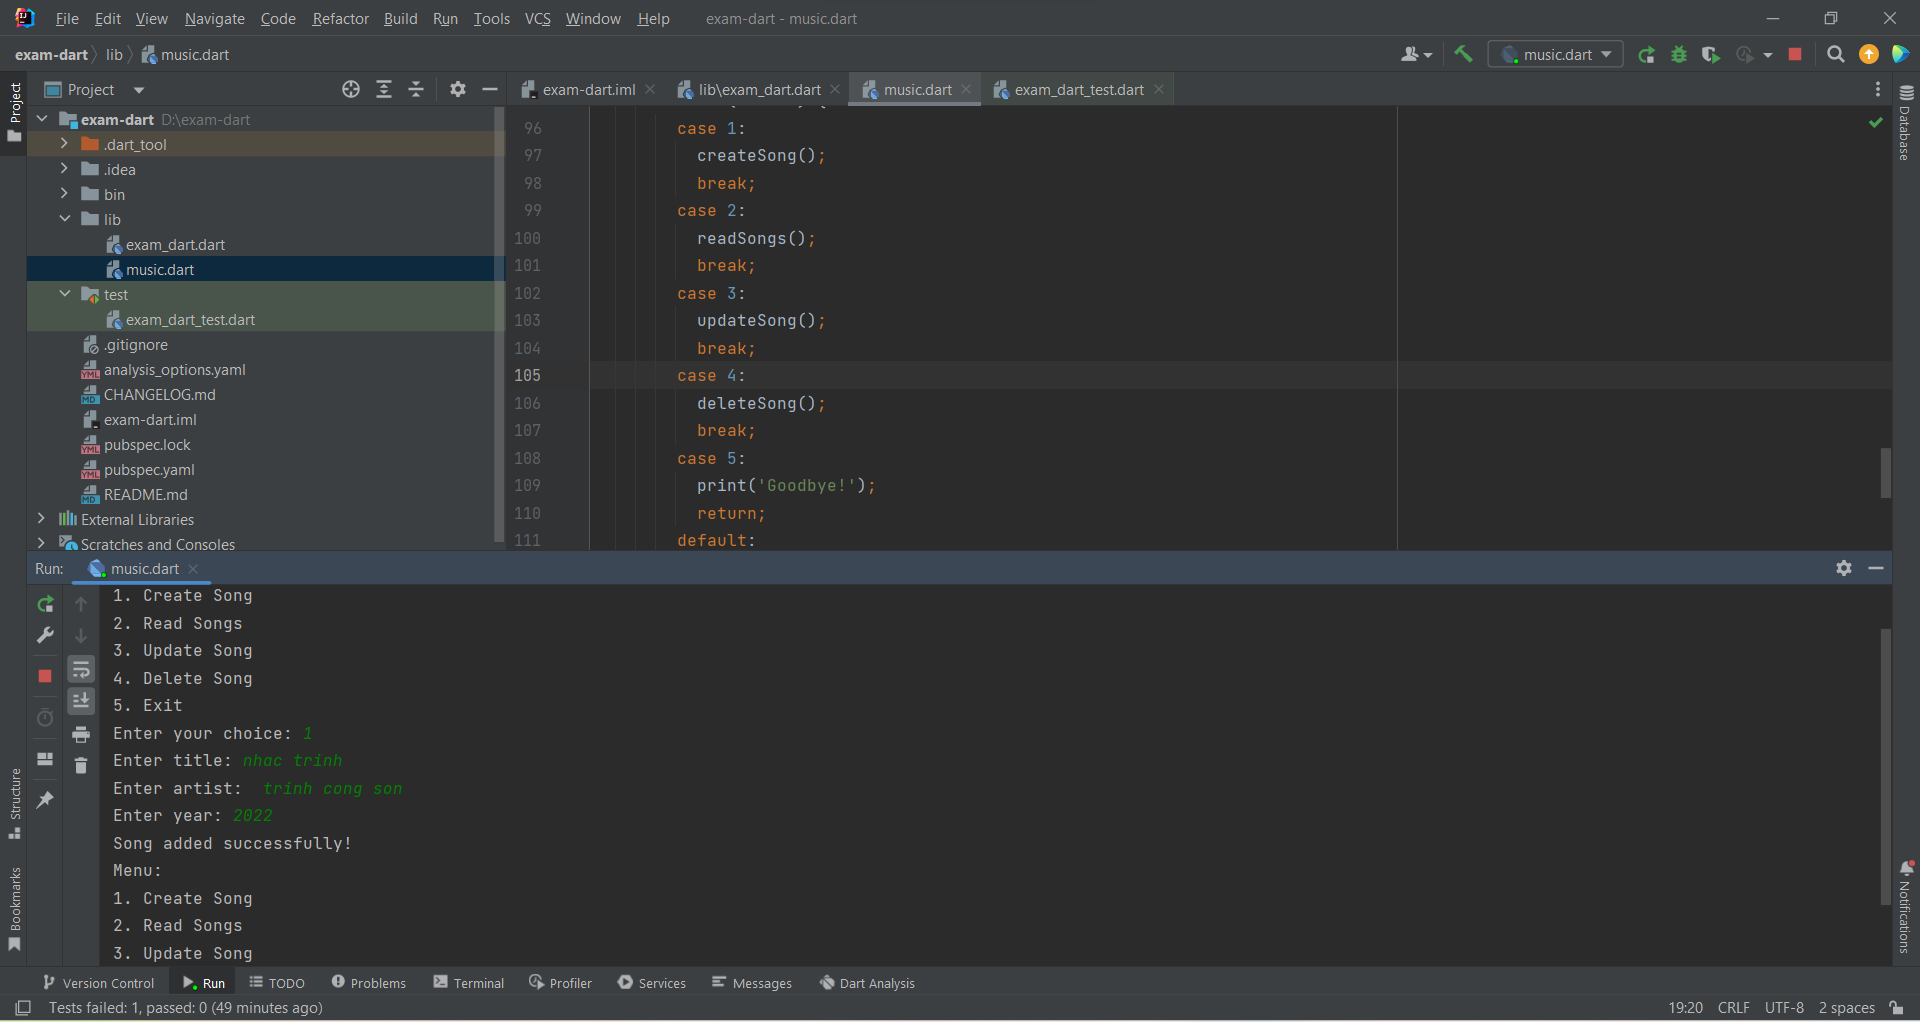 File Edit View Navigate Code Refactor Build Run Tools VCS Window Help exam-dart - music.dart
exam-dart lib music.dart music.dart
Project
exam-dart.iml lib\exam_dart.dart music.dart exam_dart_test.dart
exam-dart D:\exam-dart
.dart_tool
.idea
bin
lib
exam_dart.dart
music.dart
test
exam_dart_test.dart
.gitignore
analysis_options.yaml
CHANGELOG.md
exam-dart.iml
pubspec.lock
pubspec.yaml
README.md
External Libraries
Scratches and Consoles
96 case 1:
97 createSong();
98 break;
99 case 2:
100 readSongs();
101 break;
102 case 3:
103 updateSong();
104 break;
105 case 4:
106 deleteSong();
107 break;
108 case 5:
109 print('Goodbye!');
110 return;
111 default:
Run: music.dart
1. Create Song
2. Read Songs
3. Update Song
4. Delete Song
5. Exit
Enter your choice: 1
Enter title: nhac trinh
Enter artist:  trinh cong son
Enter year: 2022
Song added successfully!
Menu:
1. Create Song
2. Read Songs
3. Update Song
Project
Structure
Bookmarks
Database
Notifications
Version Control Run TODO Problems Terminal Profiler Services Messages Dart Analysis
Tests failed: 1, passed: 0 (49 minutes ago) 19:20 CRLF UTF-8 2 spaces